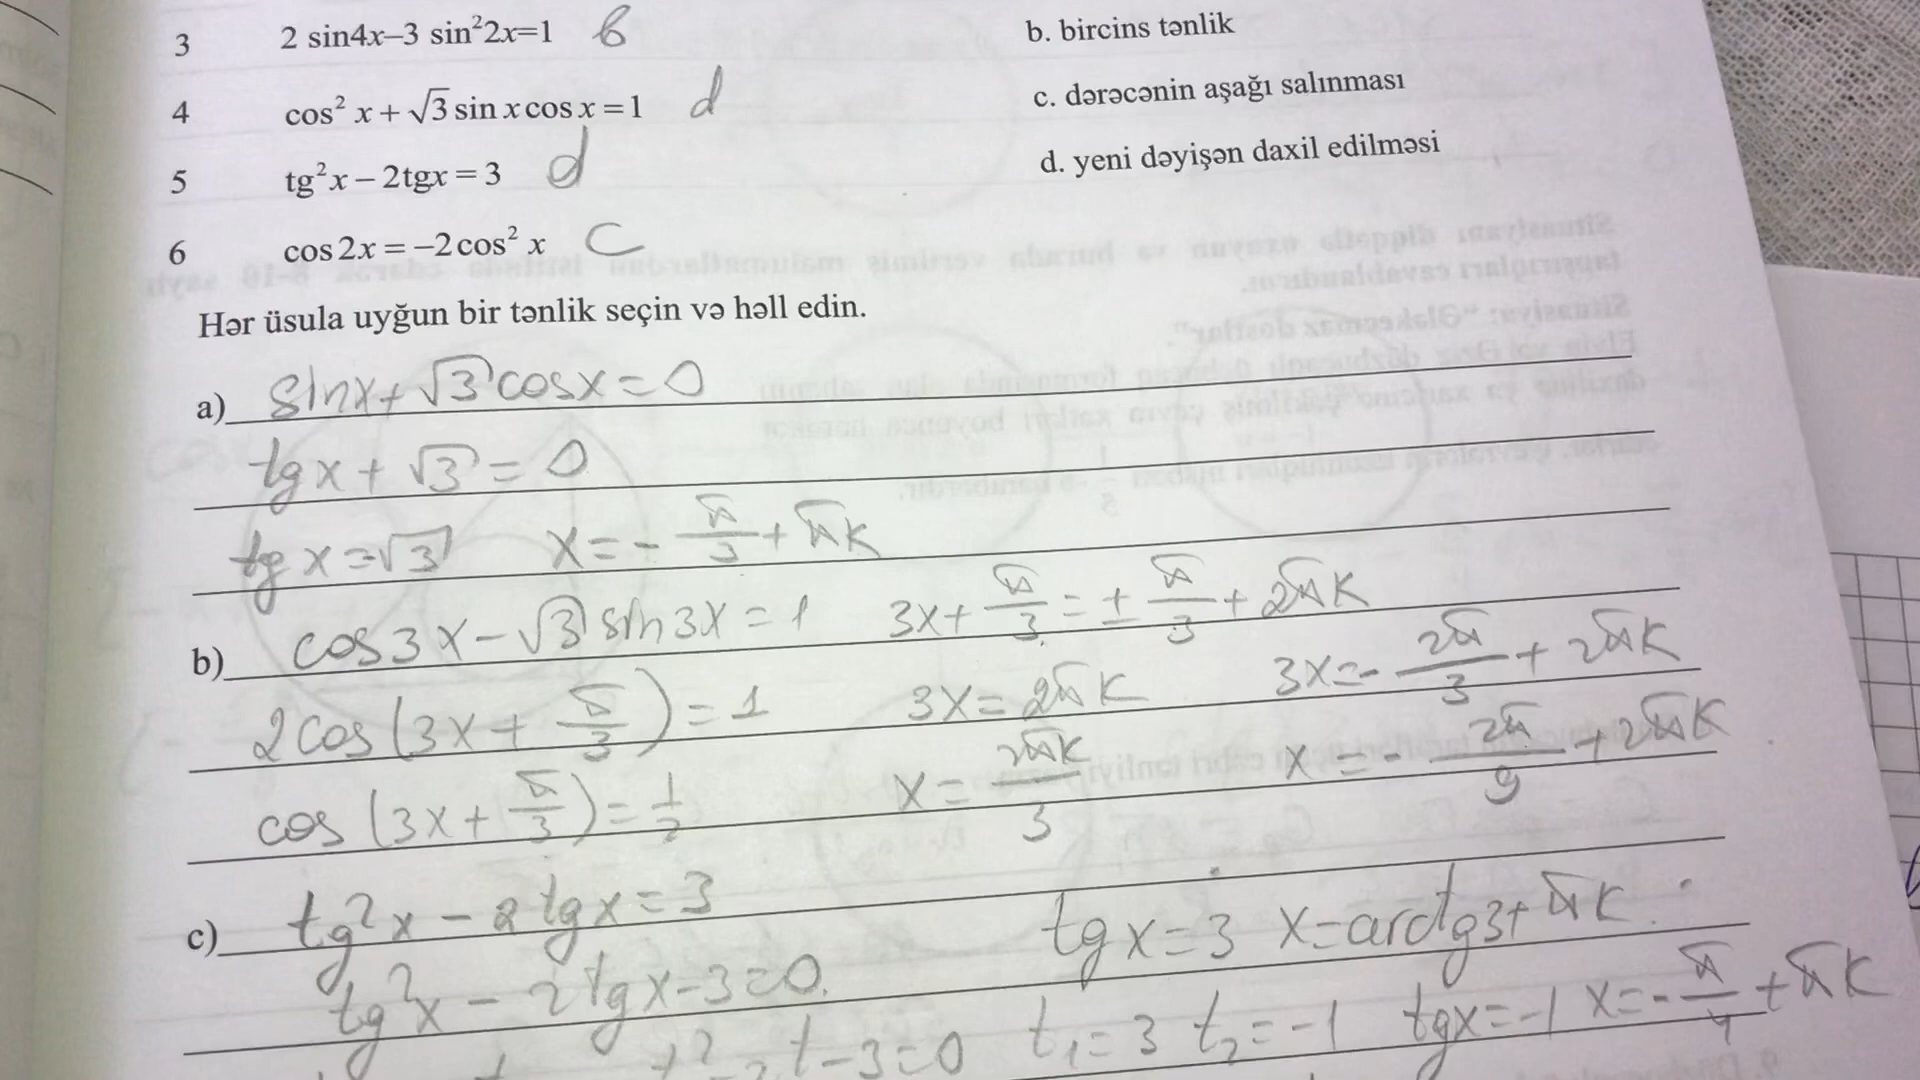 3 2 sin4x–3 sin²2x=1 b
b. bircins tənlik
4 cos² x + √3 sin x cos x = 1 d
c. dərəcənin aşağı salınması
5 tg²x – 2tgx = 3 d
d. yeni dəyişən daxil edilməsi
6 cos 2x = –2 cos² x c
Hər üsula uyğun bir tənlik seçin və həll edin.
a) sinx + √3 cosx = 0
tgx + √3 = 0
tgx = √3 x = - π/3 + πk
b) cos3x - √3 sin3x = 1 3x + π/3 = ± π/3 + 2πk
2cos(3x + π/3) = 1 3x = 2πk 3x = - 2π/3 + 2πk
cos(3x + π/3) = 1/2 x = 2πk/3 x = - 2π/9 + 2πk
c) tg²x - 2tgx = 3 tgx = 3 x = arctg3 + πk
tg²x - 2tgx - 3 = 0. t₁ = 3 t₂ = -1 tgx = -1 x = - π/4 + πk
t - 3 = 0